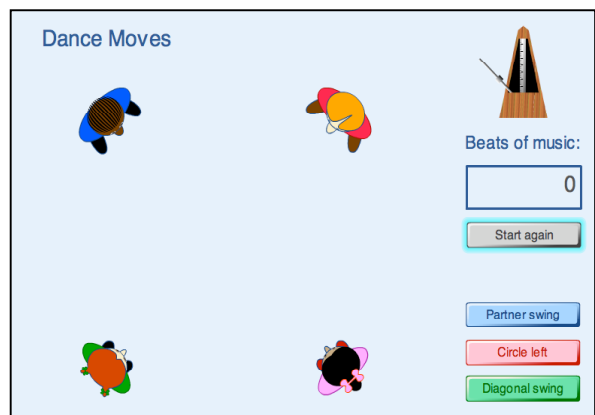 Dance Moves
Beats of music:
0
Start again
Partner swing
Circle left
Diagonal swing